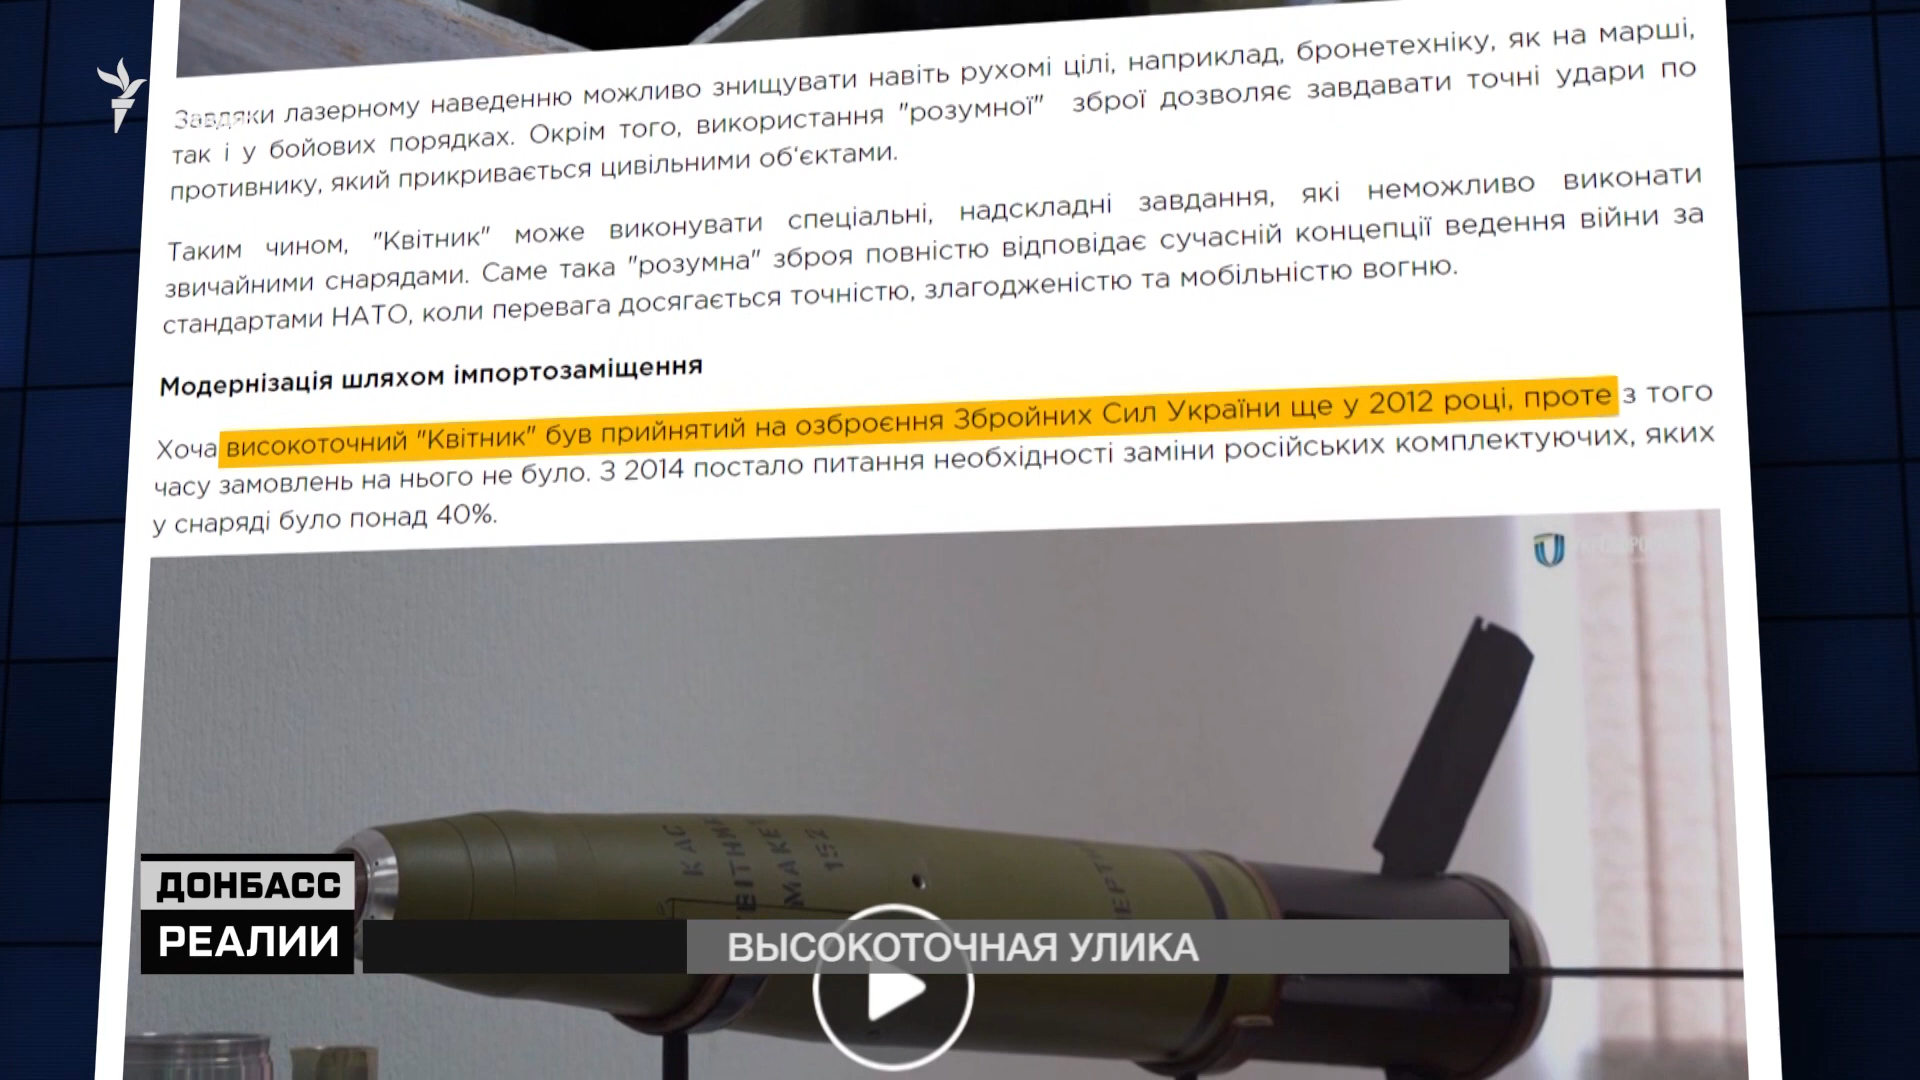 Завдяки лазерному наведенню можливо знищувати навіть рухомі цілі, наприклад, бронетехніку, як на марші,
так і у бойових порядках. Окрім того, використання "розумної" зброї дозволяє завдавати точні удари по
противнику, який прикривається цивільними об'єктами.
Таким чином, "Квітник" може виконувати спеціальні, надскладні завдання, які неможливо виконати
звичайними снарядами. Саме така "розумна" зброя повністю відповідає сучасній концепції ведення війни за
стандартами НАТО, коли перевага досягається точністю, злагодженістю та мобільністю вогню.
Модернізація шляхом імпортозаміщення
Хоча високоточний "Квітник" був прийнятий на озброєння Збройних Сил України ще у 2012 році, проте з того
часу замовлень на нього не було. З 2014 постало питання необхідності заміни російських комплектуючих, яких
у снаряді було понад 40%.
КАС
МАКЕТ
152
ДОНБАСС
РЕАЛИИ
ВЫСОКОТОЧНАЯ УЛИКА